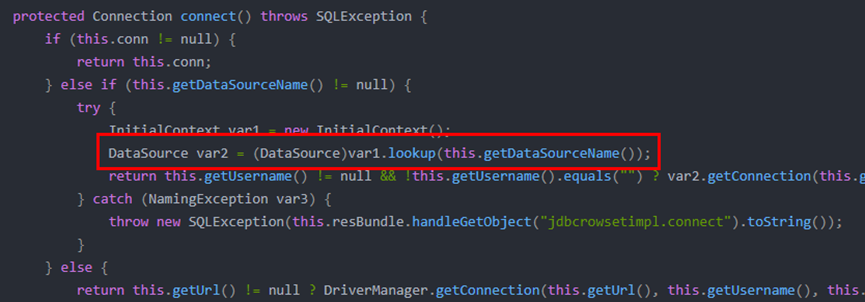 protected Connection connect() throws SQLException {
if (this.conn != null) {
return this.conn;
} else if (this.getDataSourceName() != null) {
try {
InitialContext var1 = new InitialContext();
DataSource var2 = (DataSource)var1.lookup(this.getDataSourceName());
return this.getUsername() != null && !this.getUsername().equals("") ? var2.getConnection(this.g
} catch (NamingException var3) {
throw new SQLException(this.resBundle.handleGetObject("jdbcrowsetimpl.connect").toString());
}
} else {
return this.getUrl() != null ? DriverManager.getConnection(this.getUrl(), this.getUsername(), this.